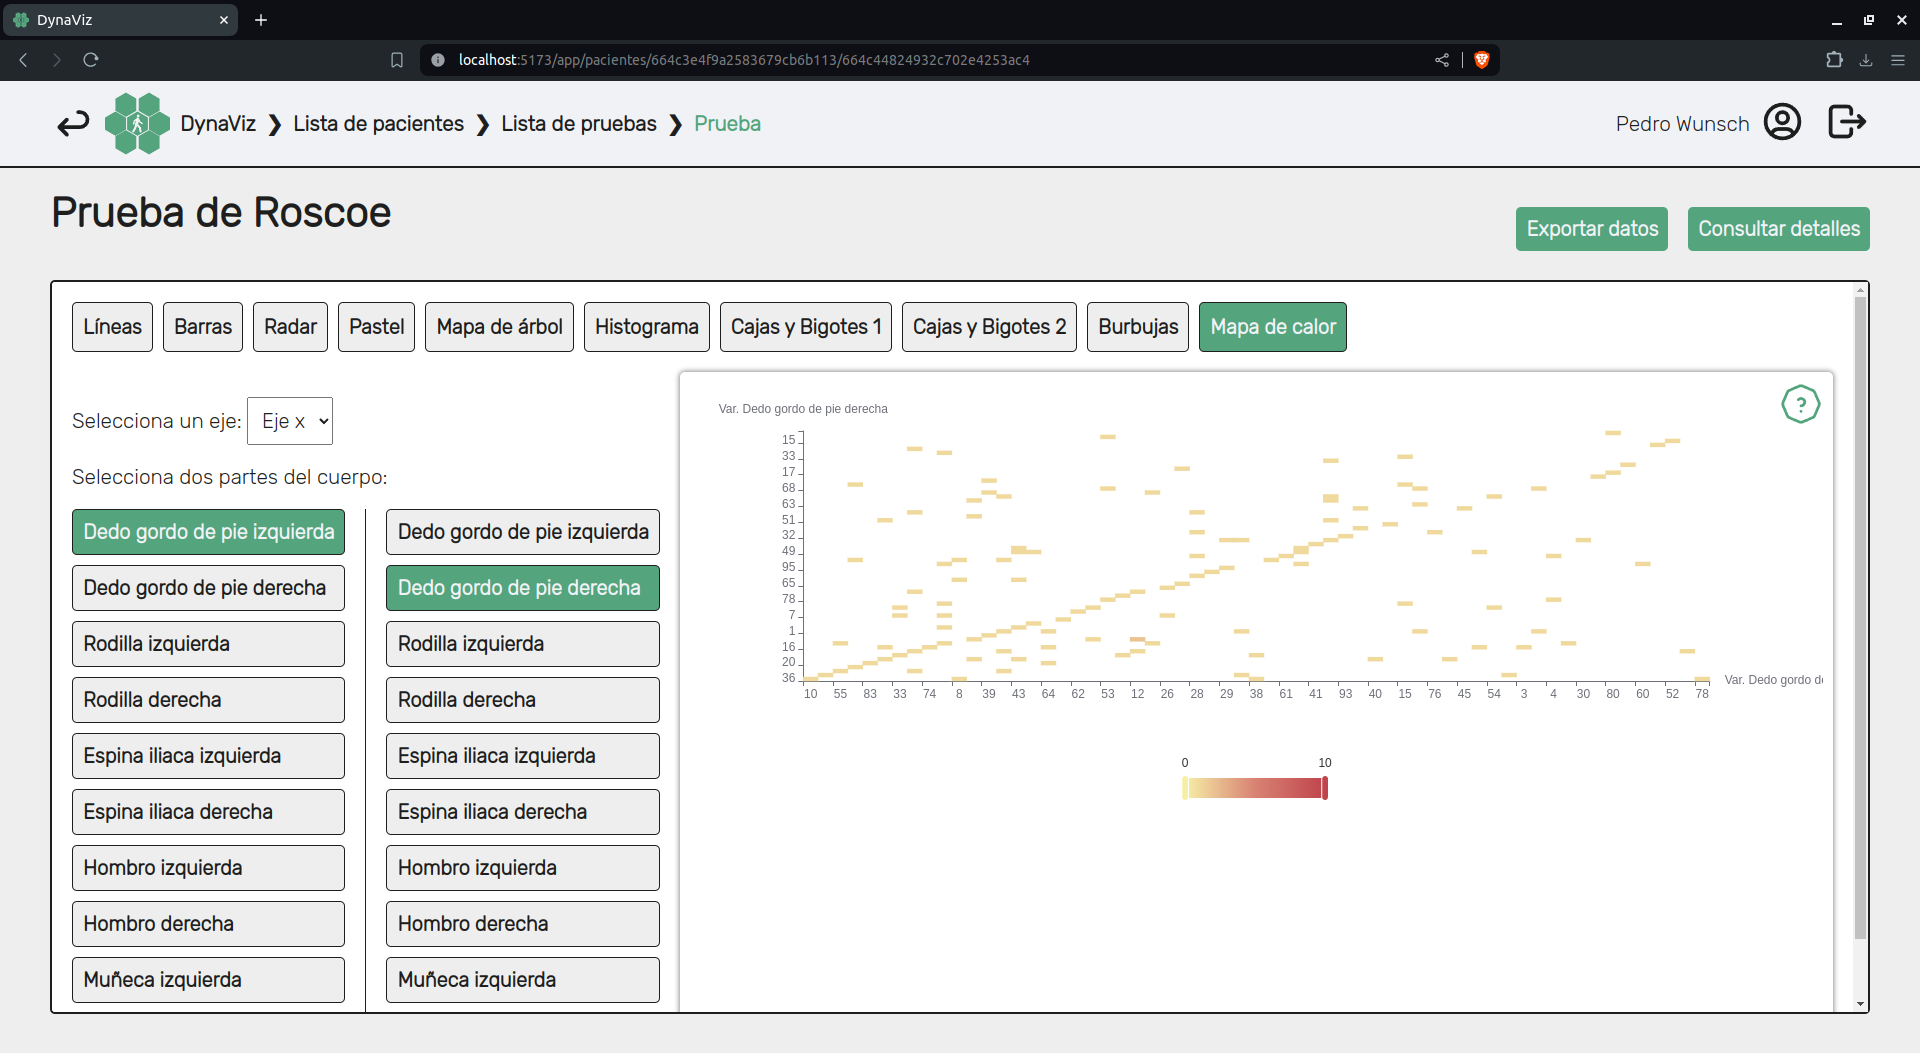 DynaViz
localhost:5173/app/pacientes/664c3e4f9a2583679cb6b113/664c44824932c702e4253ac4
DynaViz ❯ Lista de pacientes ❯ Lista de pruebas ❯ Prueba
Pedro Wunsch
Prueba de Roscoe
Exportar datos
Consultar detalles
Líneas
Barras
Radar
Pastel
Mapa de árbol
Histograma
Cajas y Bigotes 1
Cajas y Bigotes 2
Burbujas
Mapa de calor
Selecciona un eje: Eje x
Selecciona dos partes del cuerpo:
Dedo gordo de pie izquierda
Dedo gordo de pie derecha
Rodilla izquierda
Rodilla derecha
Espina iliaca izquierda
Espina iliaca derecha
Hombro izquierda
Hombro derecha
Muñeca izquierda
Dedo gordo de pie izquierda
Dedo gordo de pie derecha
Rodilla izquierda
Rodilla derecha
Espina iliaca izquierda
Espina iliaca derecha
Hombro izquierda
Hombro derecha
Muñeca izquierda
?
Var. Dedo gordo de pie derecha
15
33
17
68
63
51
32
49
95
65
78
7
1
16
20
36
10 55 83 33 74 8 39 43 64 62 53 12 26 28 29 38 61 41 93 40 15 76 45 54 3 4 30 80 60 52 78
Var. Dedo gordo d
0 10